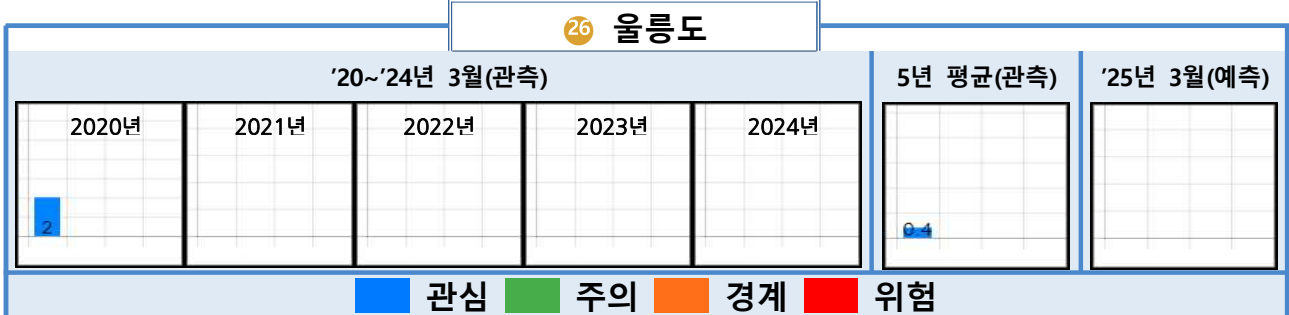 26 울릉도
'20~'24년 3월(관측) 5년 평균(관측) '25년 3월(예측)
2020년 2021년 2022년 2023년 2024년
2 0.4
관심 주의 경계 위험